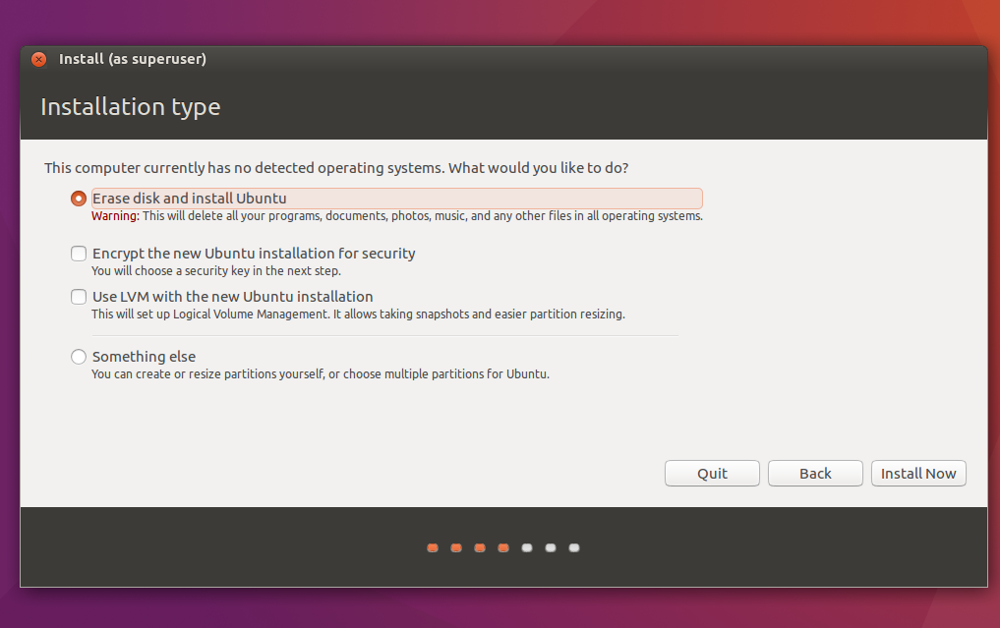 Install (as superuser)
Installation type
This computer currently has no detected operating systems. What would you like to do?
Erase disk and install Ubuntu
Warning: This will delete all your programs, documents, photos, music, and any other files in all operating systems.
Encrypt the new Ubuntu installation for security
You will choose a security key in the next step.
Use LVM with the new Ubuntu installation
This will set up Logical Volume Management. It allows taking snapshots and easier partition resizing.
Something else
You can create or resize partitions yourself, or choose multiple partitions for Ubuntu.
Quit Back Install Now